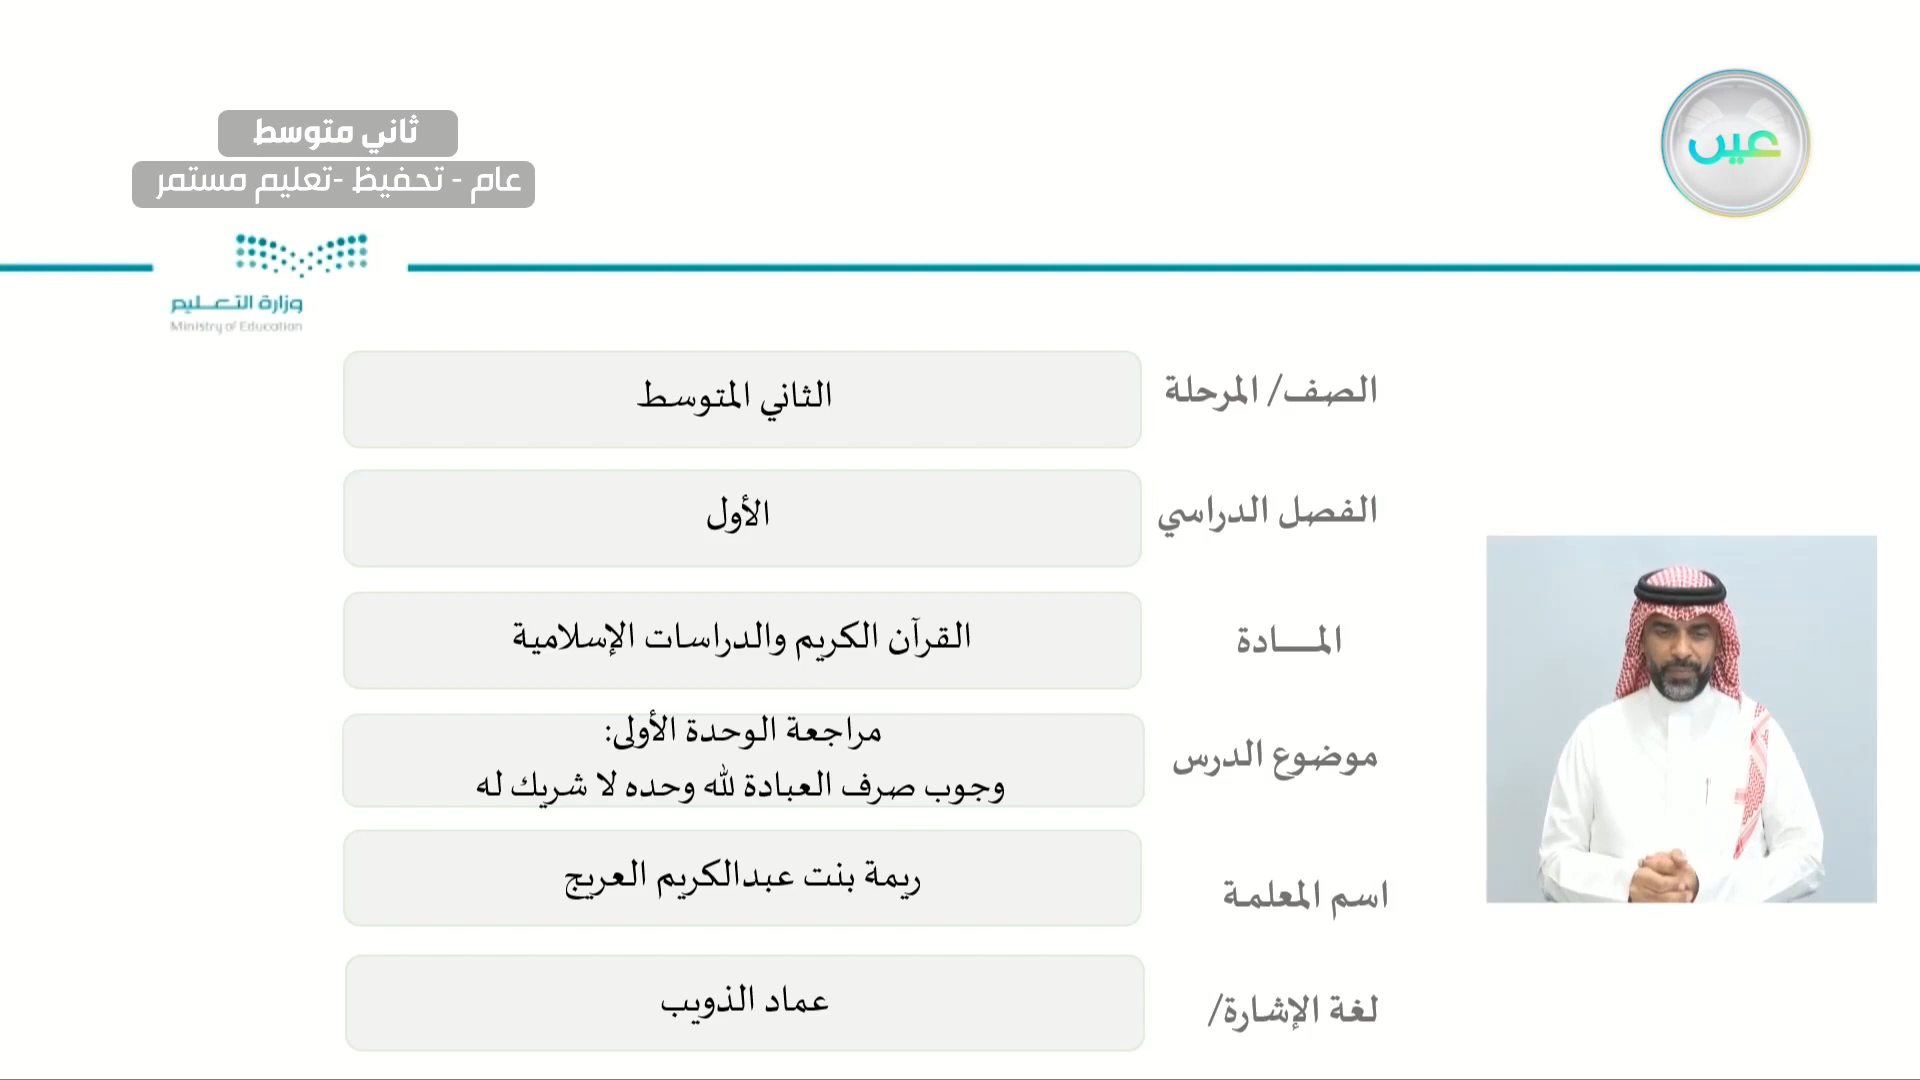 عين
ثاني متوسط
عام - تحفيظ -تعليم مستمر
وزارة التعليم
Ministry of Education
الصف/ المرحلة
الثاني المتوسط
الفصل الدراسي
الأول
المادة
القرآن الكريم والدراسات الإسلامية
موضوع الدرس
مراجعة الوحدة الأولى:
وجوب صرف العبادة لله وحده لا شريك له
اسم المعلمة
ريمة بنت عبدالكريم العريج
لغة الإشارة/
عماد الذويب